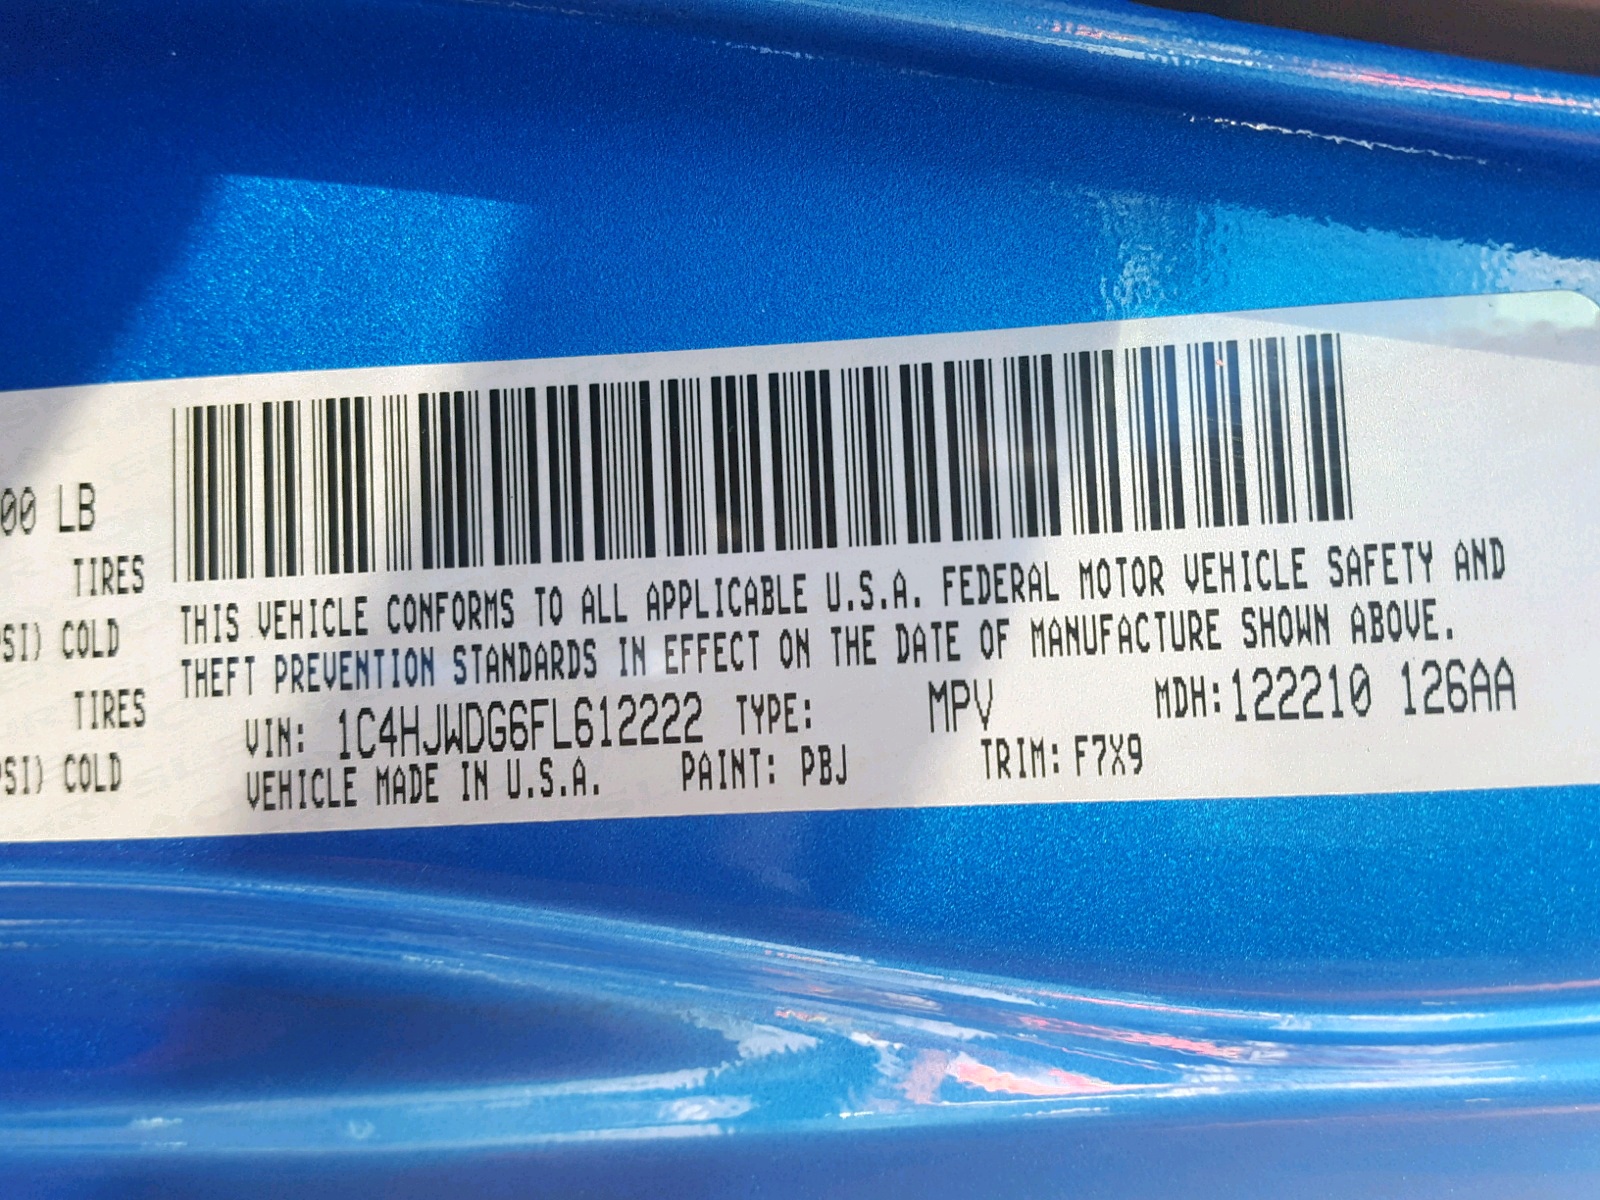 00 LB
TIRES
SI) COLD
TIRES
PSI) COLD
THIS VEHICLE CONFORMS TO ALL APPLICABLE U.S.A. FEDERAL MOTOR VEHICLE SAFETY AND
THEFT PREVENTION STANDARDS IN EFFECT ON THE DATE OF MANUFACTURE SHOWN ABOVE.
VIN: 1C4HJWDG6FL612222 TYPE: MPV MDH: 122210 126AA
VEHICLE MADE IN U.S.A. PAINT: PBJ TRIM: F7X9